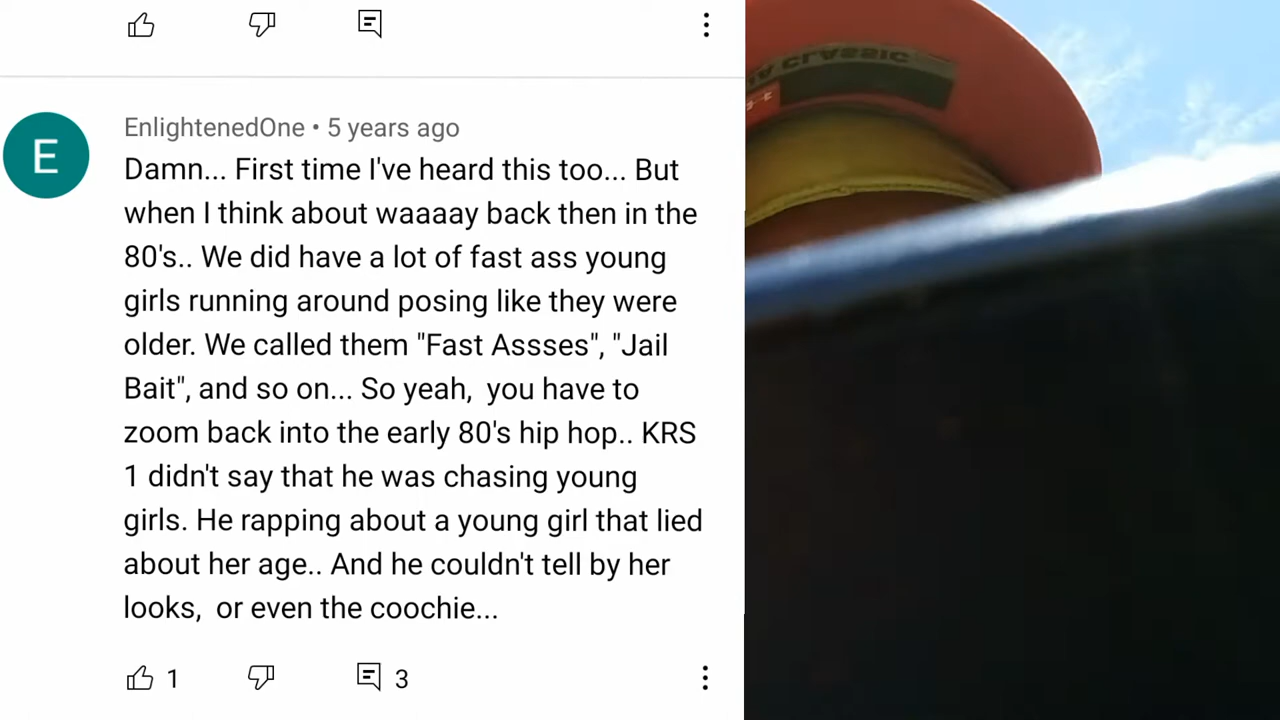 EnlightenedOne • 5 years ago
Damn... First time I've heard this too... But
when I think about waaaay back then in the
80's.. We did have a lot of fast ass young
girls running around posing like they were
older. We called them "Fast Assses", "Jail
Bait", and so on... So yeah,  you have to
zoom back into the early 80's hip hop.. KRS
1 didn't say that he was chasing young
girls. He rapping about a young girl that lied
about her age.. And he couldn't tell by her
looks,  or even the coochie...
1
3
E
CLASSIC